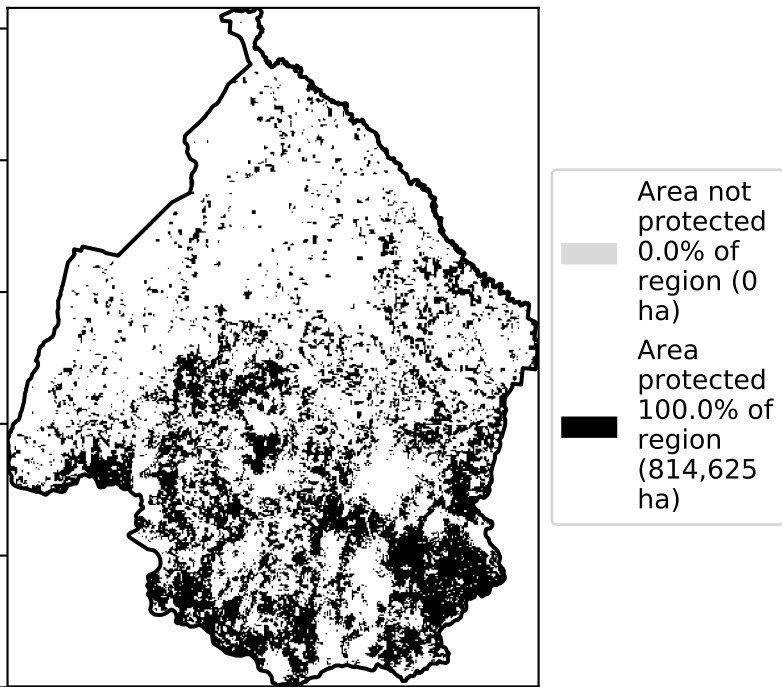 Area not
protected
0.0% of
region (0
ha)
Area
protected
100.0% of
region
(814,625
ha)